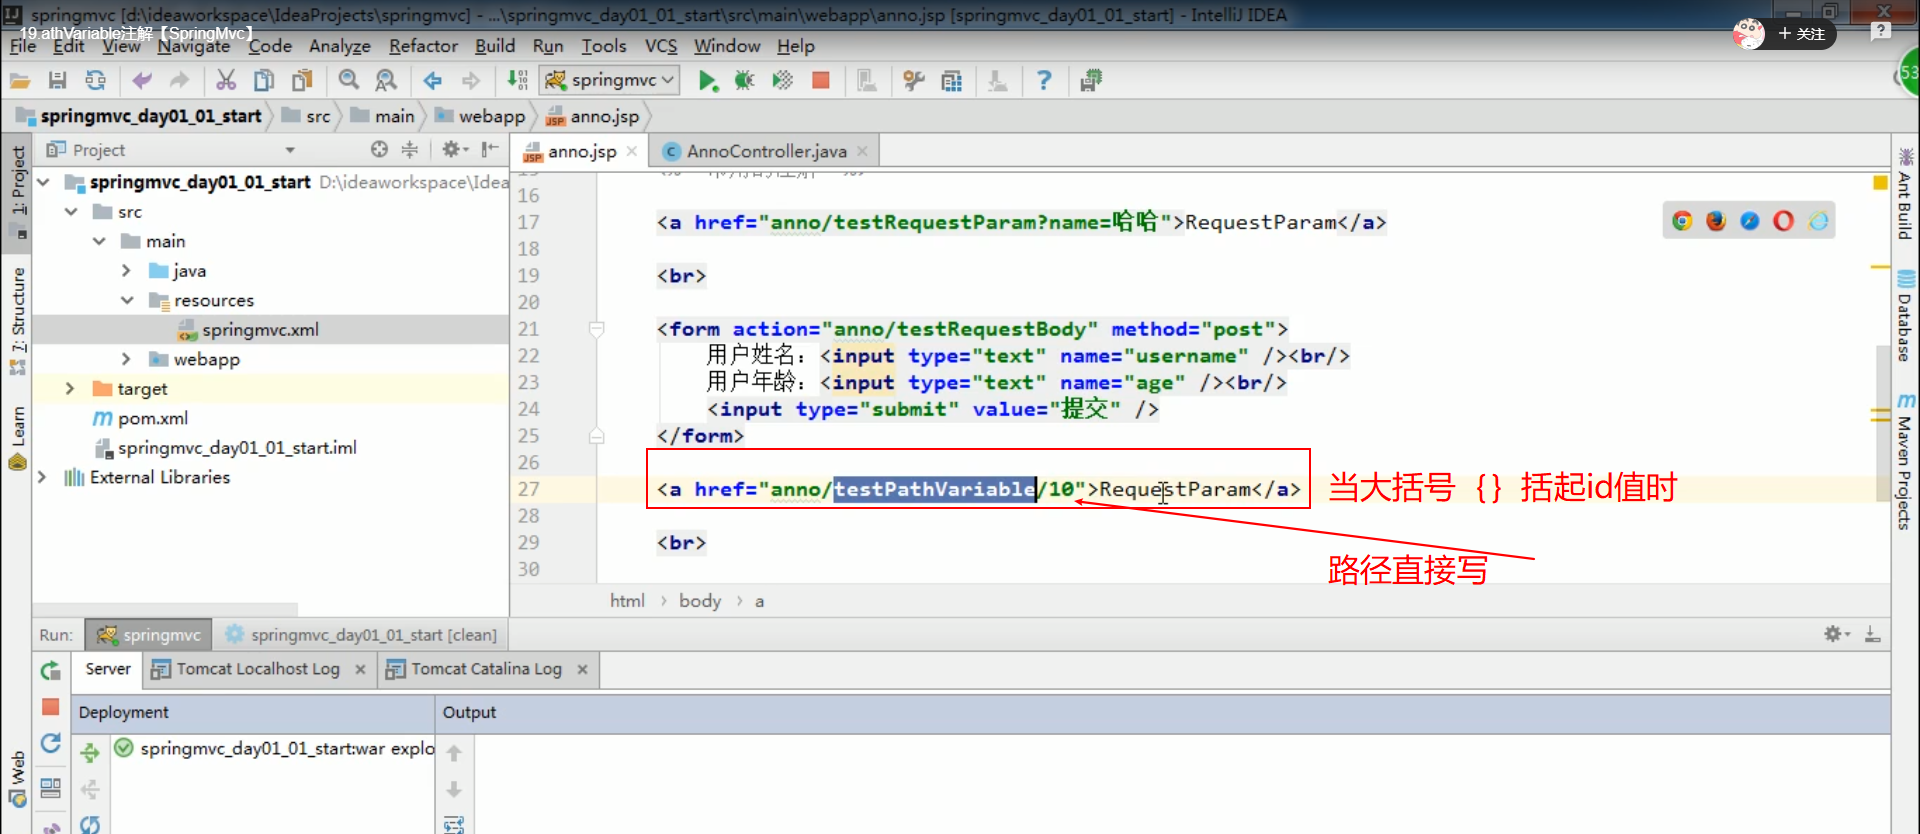 springmvc [d:\ideaworkspace\IdeaProjects\springmvc] - ...\springmvc_day01_01_start\src\main\webapp\anno.jsp [springmvc_day01_01_start] - IntelliJ IDEA
19.athVariable注解【SpringMvc】
+ 关注
File Edit View Navigate Code Analyze Refactor Build Run Tools VCS Window Help
springmvc
53
springmvc_day01_01_start src main webapp anno.jsp
Project
anno.jsp
AnnoController.java
1: Project
7: Structure
Learn
Web
Ant Build
Database
Maven Projects
springmvc_day01_01_start D:\ideaworkspace\Idea
src
main
java
resources
springmvc.xml
webapp
target
pom.xml
springmvc_day01_01_start.iml
External Libraries
16
17 <a href="anno/testRequestParam?name=哈哈">RequestParam</a>
18
19 <br>
20
21 <form action="anno/testRequestBody" method="post">
22 用户姓名：<input type="text" name="username" /><br/>
23 用户年龄：<input type="text" name="age" /><br/>
24 <input type="submit" value="提交" />
25 </form>
26
27 <a href="anno/testPathVariable/10">RequestParam</a>
当大括号｛｝括起id值时
28
29 <br>
路径直接写
30
html › body › a
Run: springmvc springmvc_day01_01_start [clean]
Server Tomcat Localhost Log Tomcat Catalina Log
Deployment Output
springmvc_day01_01_start:war explo